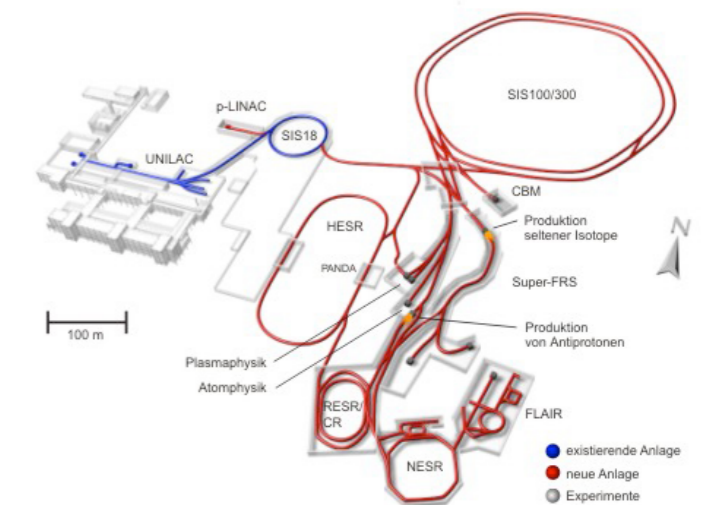 SIS100/300
p-LINAC
SIS18
UNILAC
CBM
HESR
Produktion
seltener Isotope
N
PANDA
Super-FRS
100 m
Produktion
von Antiprotonen
Plasmaphysik
Atomphysik
RESR/
CR
FLAIR
NESR
existierende Anlage
neue Anlage
Experimente